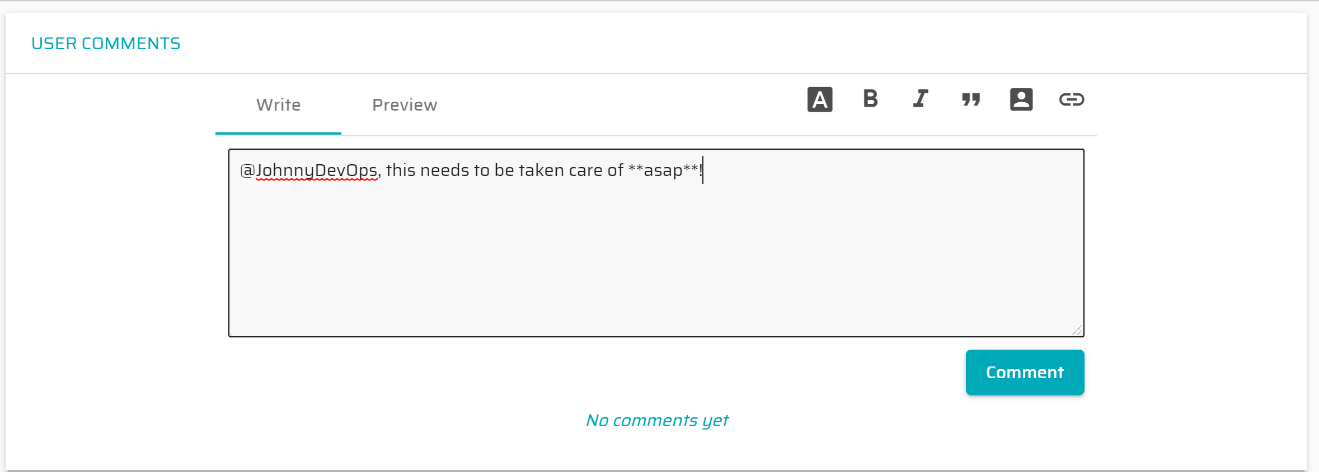 USER COMMENTS
Write Preview A B I
@JohnnyDevOps, this needs to be taken care of **asap**!
Comment
No comments yet